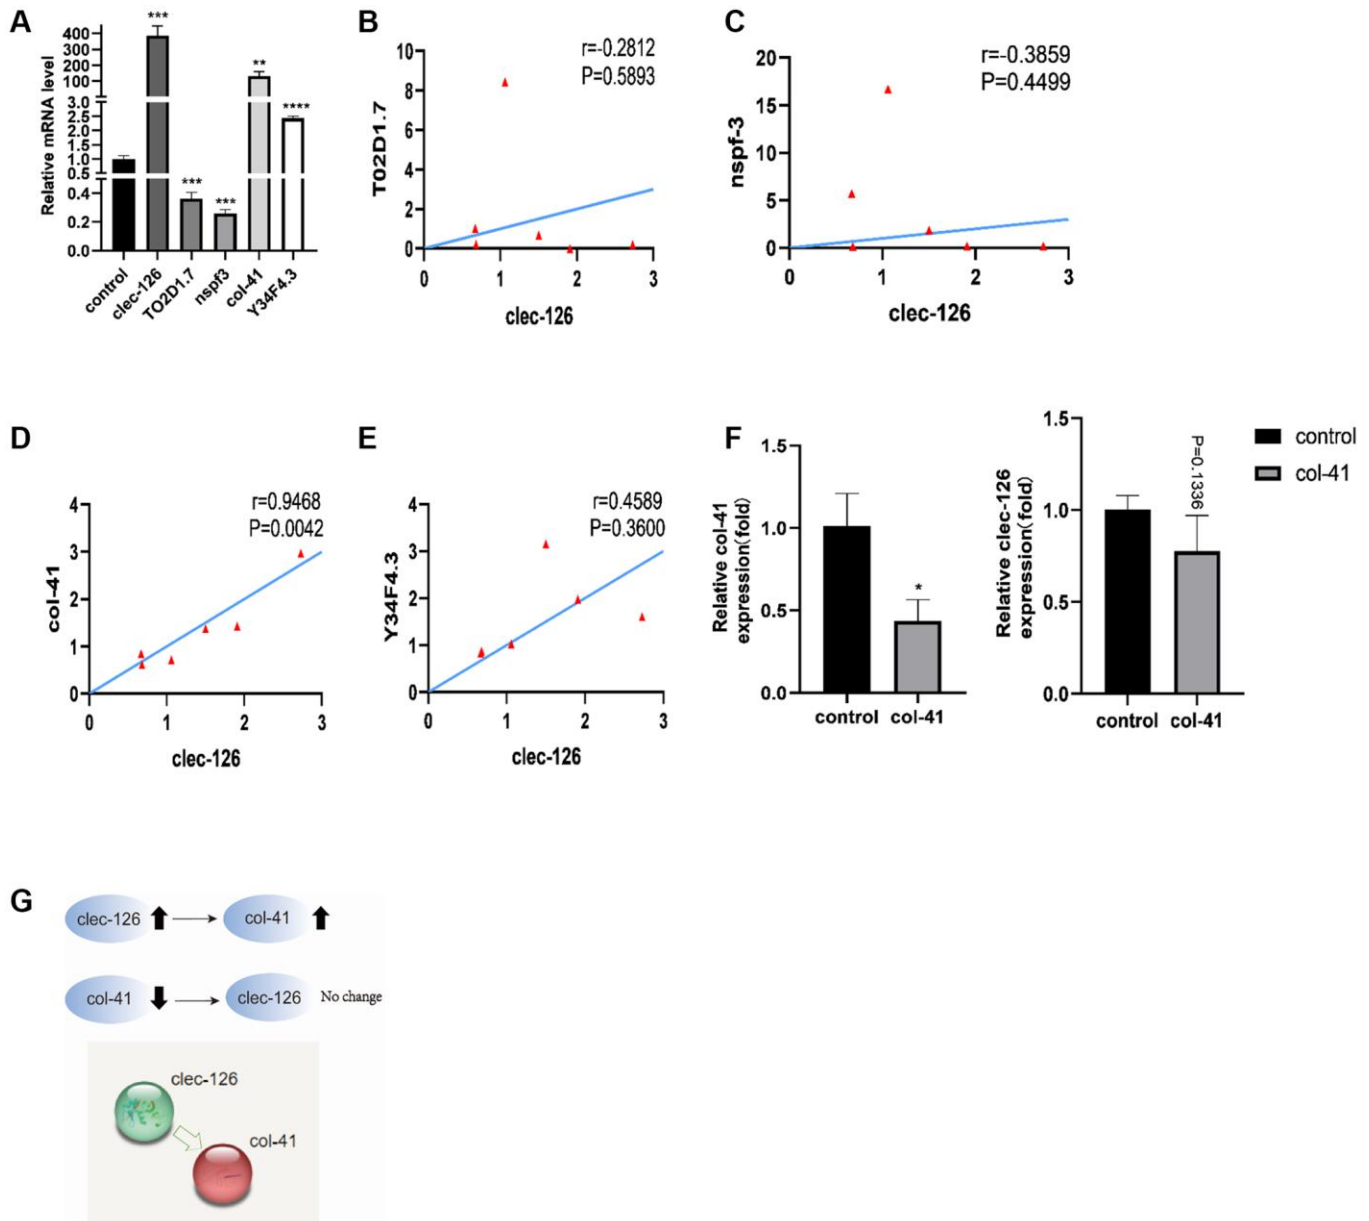 A
Relative mRNA level
400
300
200
100
3.0
2.5
2.0
1.5
1.0
0.5
0.4
0.2
0.0
***
***
***
**
****
control
clec-126
TO2D1.7
nspf3
col-41
Y34F4.3
B
r=-0.2812
P=0.5893
T02D1.7
10
8
6
4
2
0
0 1 2 3
clec-126
C
r=-0.3859
P=0.4499
nspf-3
20
15
10
5
0
0 1 2 3
clec-126
D
r=0.9468
P=0.0042
col-41
4
3
2
1
0
0 1 2 3
clec-126
E
r=0.4589
P=0.3600
Y34F4.3
4
3
2
1
0
0 1 2 3
clec-126
F
Relative col-41
expression(fold)
1.5
1.0
0.5
0.0
*
control col-41
Relative clec-126
expression(fold)
1.5
1.0
0.5
0.0
P=0.1336
control col-41
control
col-41
G
clec-126 col-41
col-41 clec-126 No change
clec-126
col-41